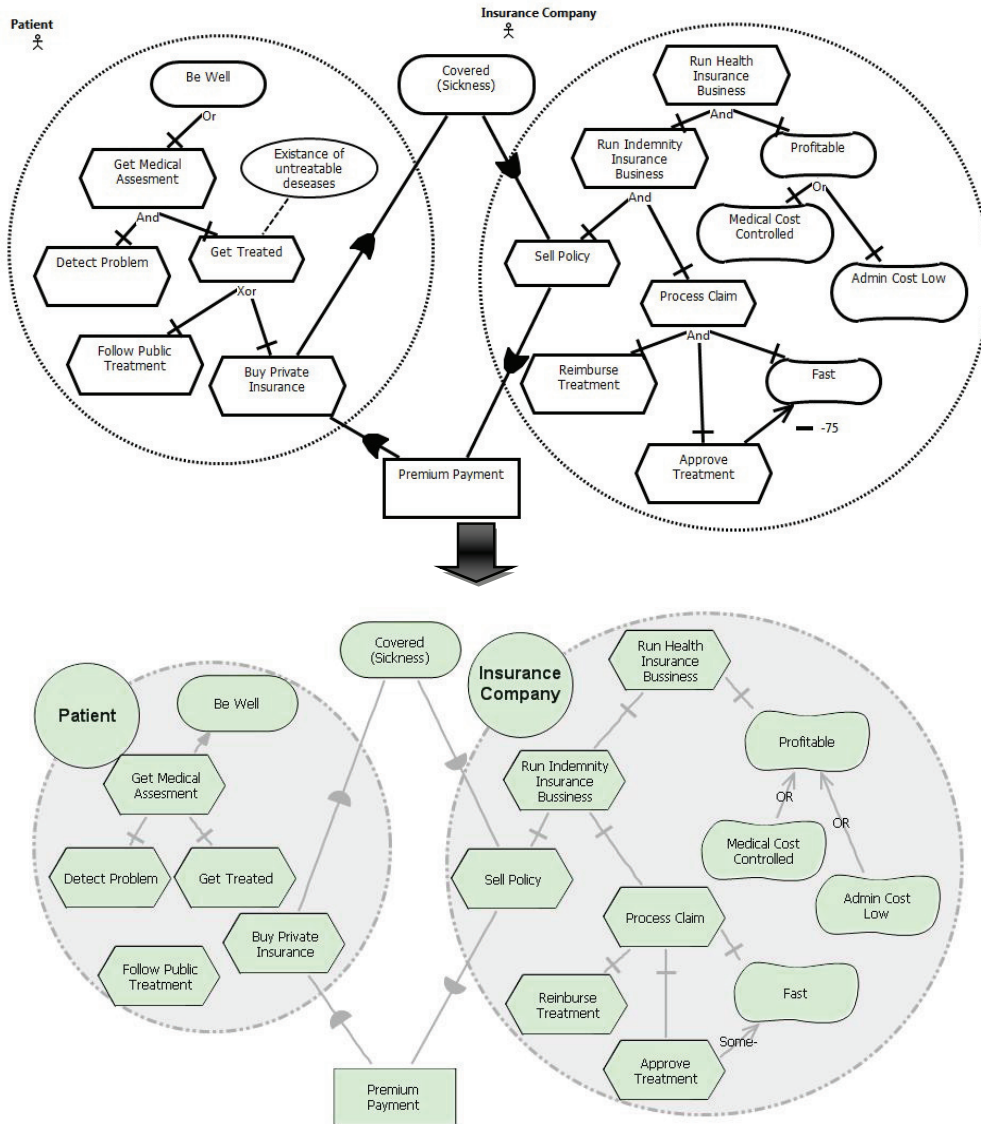 Patient
Insurance Company
Be Well
Or
Get Medical
Assesment
Existance of
untreatable
deseases
And
Detect Problem
Get Treated
Xor
Follow Public
Treatment
Buy Private
Insurance
Covered
(Sickness)
Run Health
Insurance
Business
And
Run Indemnity
Insurance
Business
Profitable
Or
And
Medical Cost
Controlled
Sell Policy
Admin Cost Low
Process Claim
And
Reimburse
Treatment
Fast
-75
Approve
Treatment
Premium Payment
Covered
(Sickness)
Patient
Be Well
Get Medical
Assesment
Detect Problem
Get Treated
Buy Private
Insurance
Follow Public
Treatment
Insurance
Company
Run Health
Insurance
Bussiness
Profitable
Run Indemnity
Insurance
Bussiness
OR
OR
Medical Cost
Controlled
Sell Policy
Admin Cost
Low
Process Claim
Reinburse
Treatment
Fast
Some-
Approve
Treatment
Premium
Payment